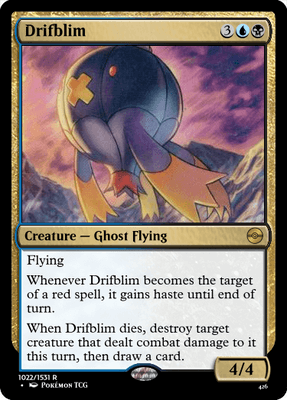 Drifblim 3
Creature — Ghost Flying
Flying
Whenever Drifblim becomes the target
of a red spell, it gains haste until end of
turn.
When Drifblim dies, destroy target
creature that dealt combat damage to it
this turn, then draw a card.
4/4
1022/1531 R
• Pokémon TCG
426